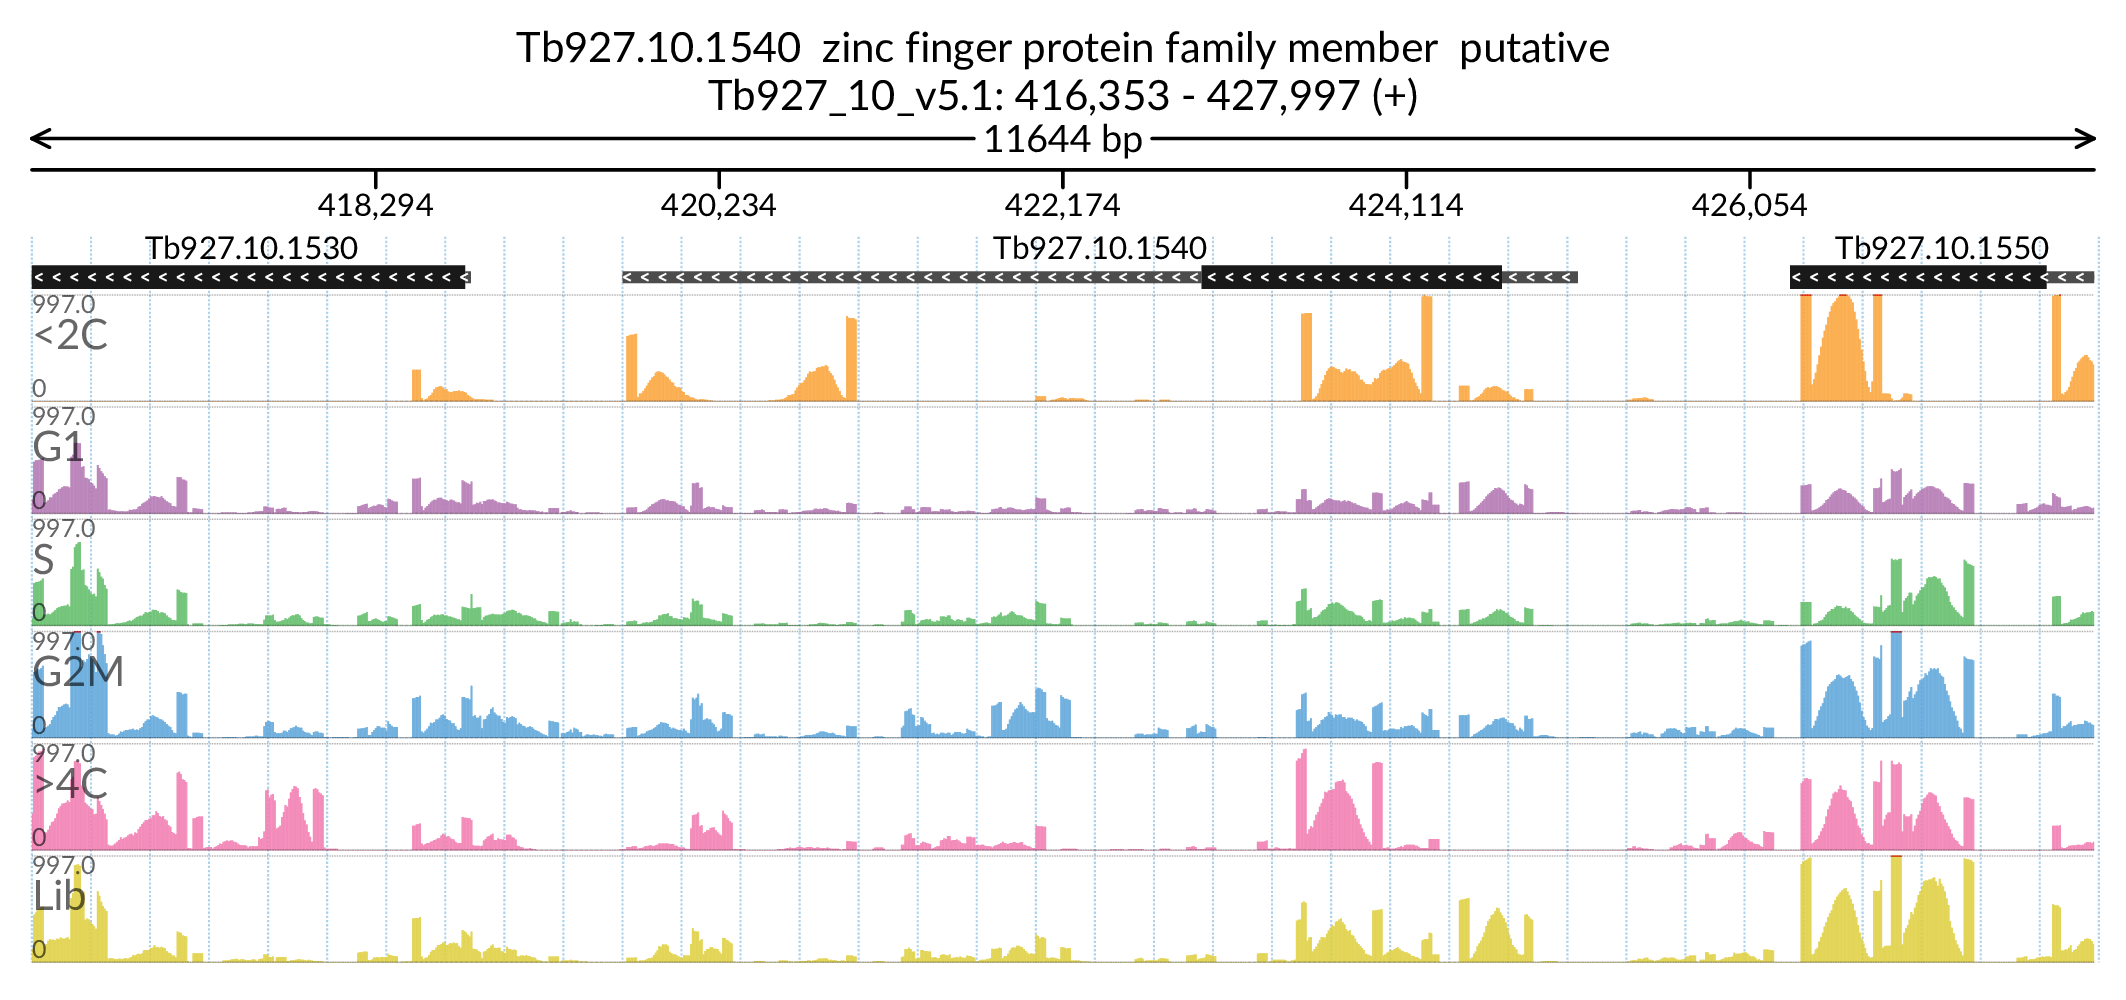 Tb927.10.1540 zinc finger protein family member putative
Tb927_10_v5.1: 416,353 - 427,997 (+)
11644 bp
418,294 420,234 422,174 424,114 426,054
Tb927.10.1530 Tb927.10.1540 Tb927.10.1550
997.0
<2C
0
997.0
G1
0
997.0
S
0
997.0
G2M
0
997.0
>4C
0
997.0
Lib
0